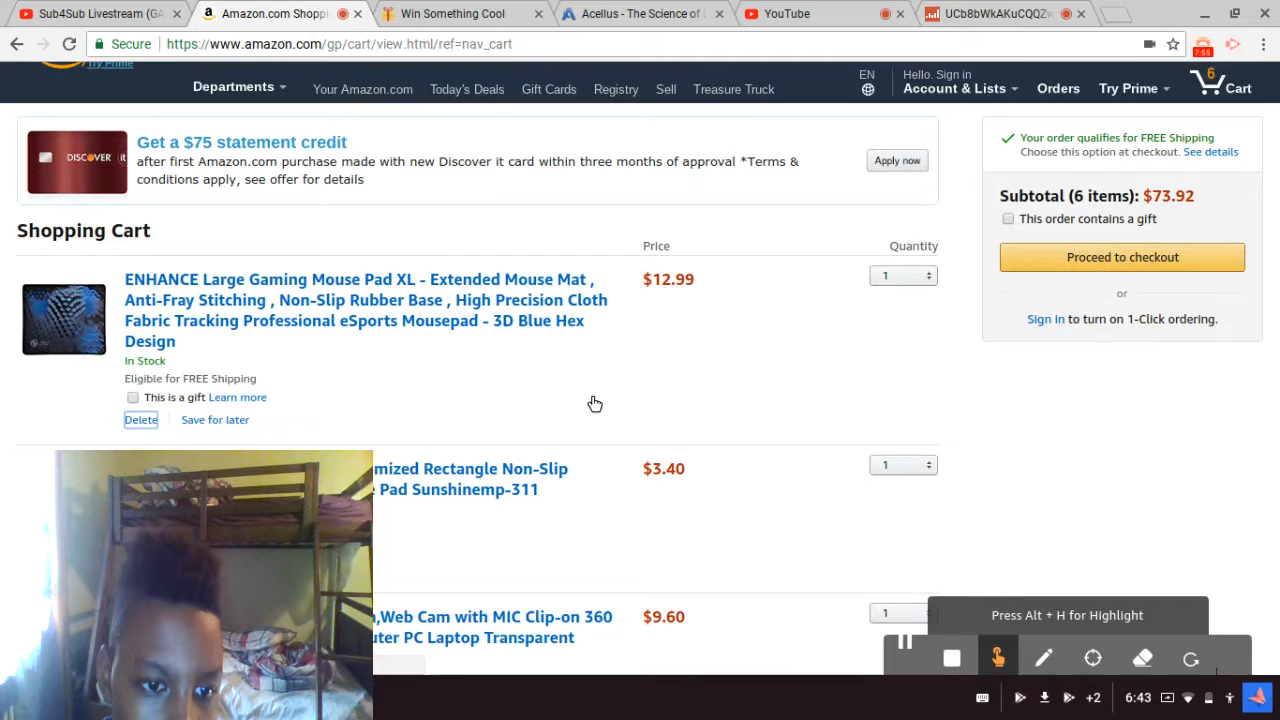 Sub4Sub Livestream (GA
Amazon.com Shoppi
Win Something Cool
Acellus - The Science of L
YouTube
UCb8bWkAKuCQQZw
Secure
https://www.amazon.com/gp/cart/view.html/ref=nav_cart
7:55
Try Prime
Departments
Your Amazon.com
Today's Deals
Gift Cards
Registry
Sell
Treasure Truck
EN
Hello. Sign in
Account & Lists
Orders
Try Prime
6
Cart
DISCOVER it
Get a $75 statement credit
after first Amazon.com purchase made with new Discover it card within three months of approval *Terms &
conditions apply, see offer for details
Apply now
Your order qualifies for FREE Shipping
Choose this option at checkout. See details
Subtotal (6 items): $73.92
This order contains a gift
Proceed to checkout
or
Sign in to turn on 1-Click ordering.
Shopping Cart
Price
Quantity
ENHANCE Large Gaming Mouse Pad XL - Extended Mouse Mat ,
Anti-Fray Stitching , Non-Slip Rubber Base , High Precision Cloth
Fabric Tracking Professional eSports Mousepad - 3D Blue Hex
Design
$12.99
1
In Stock
Eligible for FREE Shipping
This is a gift Learn more
Delete
Save for later
mized Rectangle Non-Slip
Pad Sunshinemp-311
$3.40
1
,Web Cam with MIC Clip-on 360
uter PC Laptop Transparent
$9.60
1
Press Alt + H for Highlight
+2
6:43